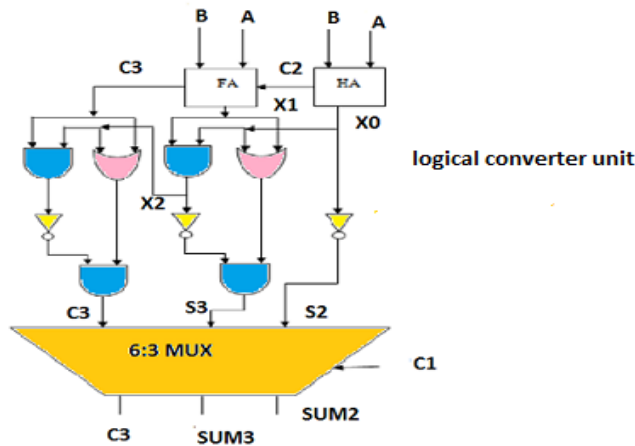 B A B A
C3 FA C2 HA
X1 X0
logical converter unit
X2
C3 S3 S2
6:3 MUX
C1
C3 SUM3 SUM2